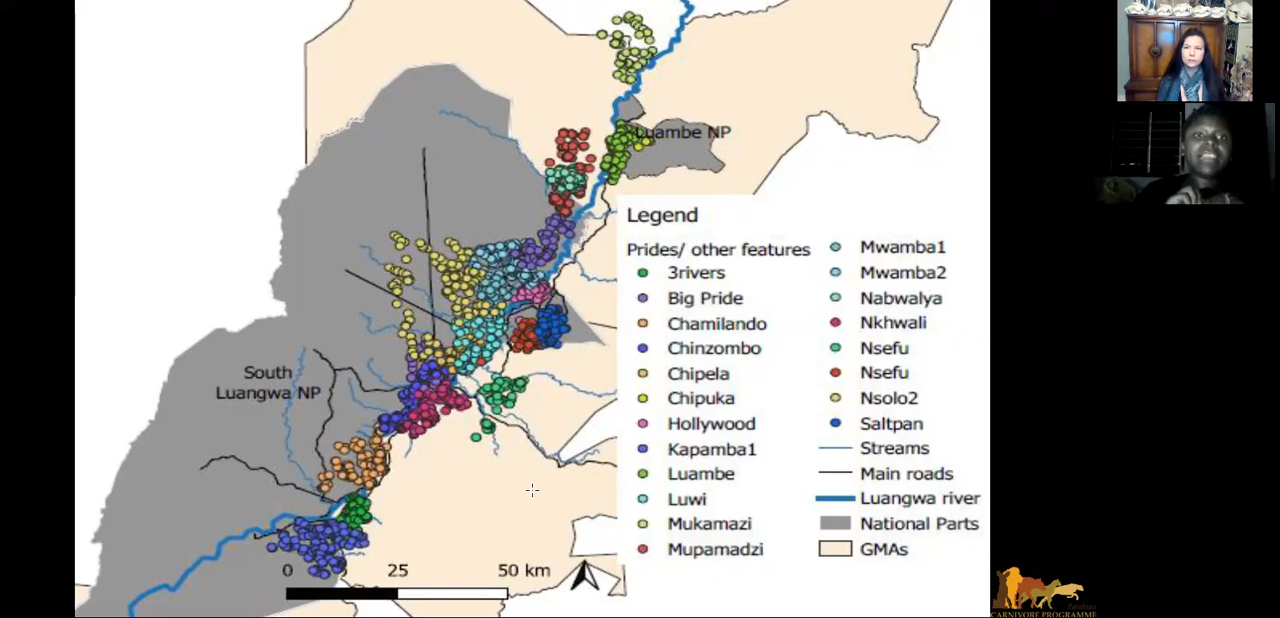 Luambe NP
South
Luangwa NP
Legend
Prides/ other features
3rivers
Big Pride
Chamilando
Chinzombo
Chipela
Chipuka
Hollywood
Kapamba1
Luambe
Luwi
Mukamazi
Mupamadzi
Mwamba1
Mwamba2
Nabwalya
Nkhwali
Nsefu
Nsefu
Nsolo2
Saltpan
Streams
Main roads
Luangwa river
National Parts
GMAs
0 25 50 km
CARNIVORE PROGRAMME